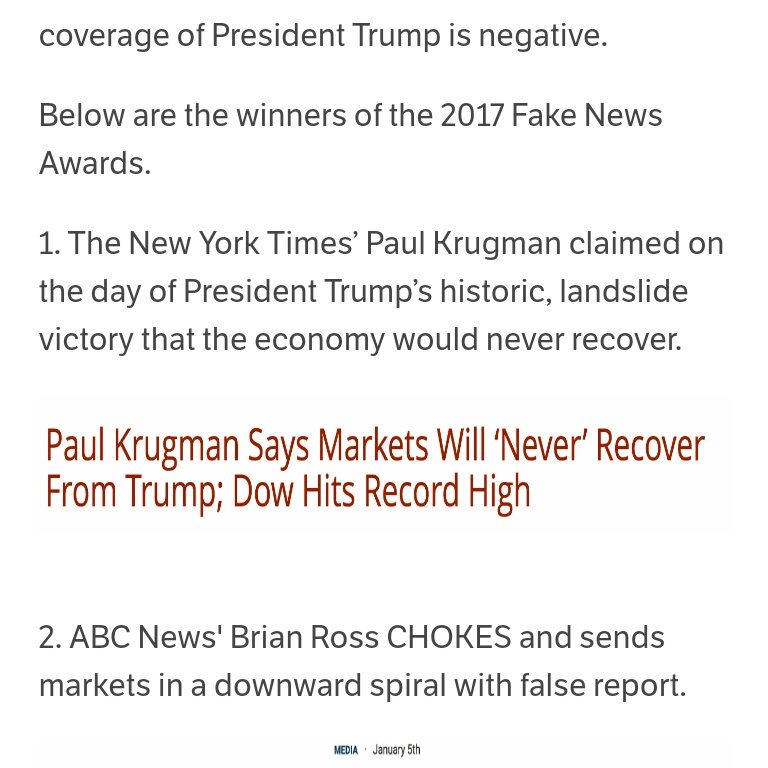 coverage of President Trump is negative.
Below are the winners of the 2017 Fake News
Awards.
1. The New York Times’ Paul Krugman claimed on
the day of President Trump’s historic, landslide
victory that the economy would never recover.
Paul Krugman Says Markets Will ‘Never’ Recover
From Trump; Dow Hits Record High
2. ABC News' Brian Ross CHOKES and sends
markets in a downward spiral with false report.
MEDIA · January 5th